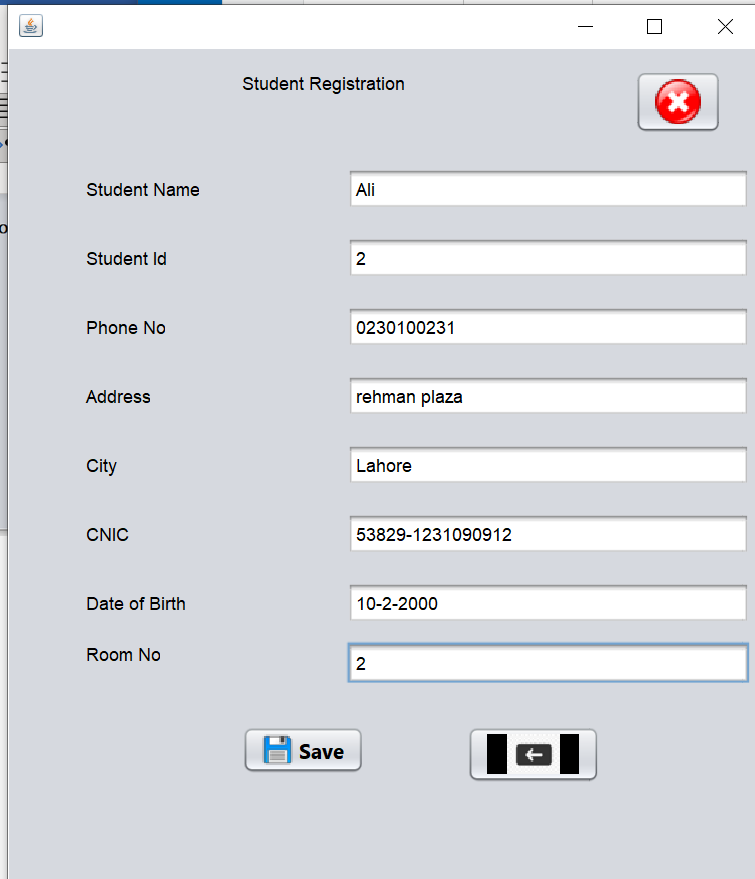 Student Registration
Student Name Ali
Student Id 2
Phone No 0230100231
Address rehman plaza
City Lahore
CNIC 53829-1231090912
Date of Birth 10-2-2000
Room No 2
Save